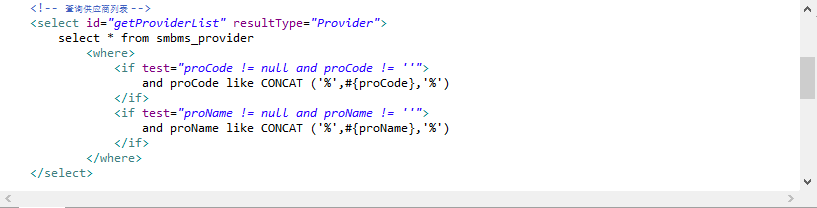 <!-- 查询供应商列表 -->
<select id="getProviderList" resultType="Provider">
select * from smbms_provider
<where>
<if test="proCode != null and proCode != ''">
and proCode like CONCAT ('%',#{proCode},'%')
</if>
<if test="proName != null and proName != ''">
and proName like CONCAT ('%',#{proName},'%')
</if>
</where>
</select>